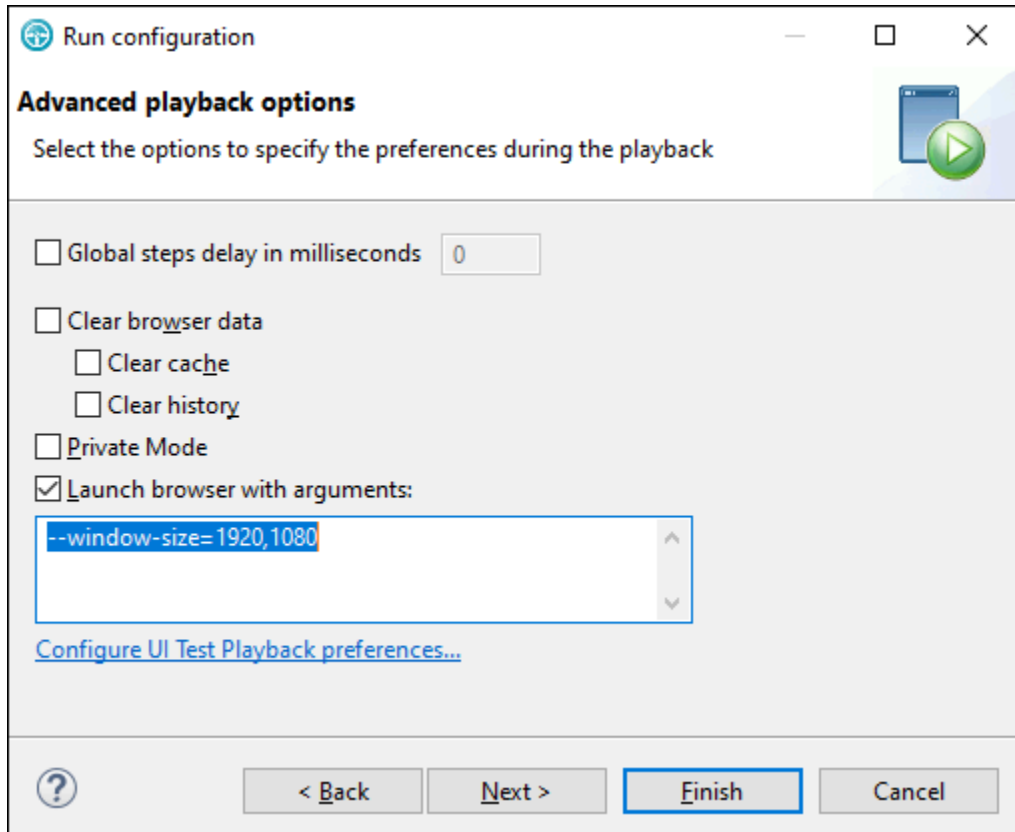 Run configuration
Advanced playback options
Select the options to specify the preferences during the playback
Global steps delay in milliseconds 0
Clear browser data
Clear cache
Clear history
Private Mode
Launch browser with arguments:
--window-size=1920,1080
Configure UI Test Playback preferences...
? < Back Next > Finish Cancel